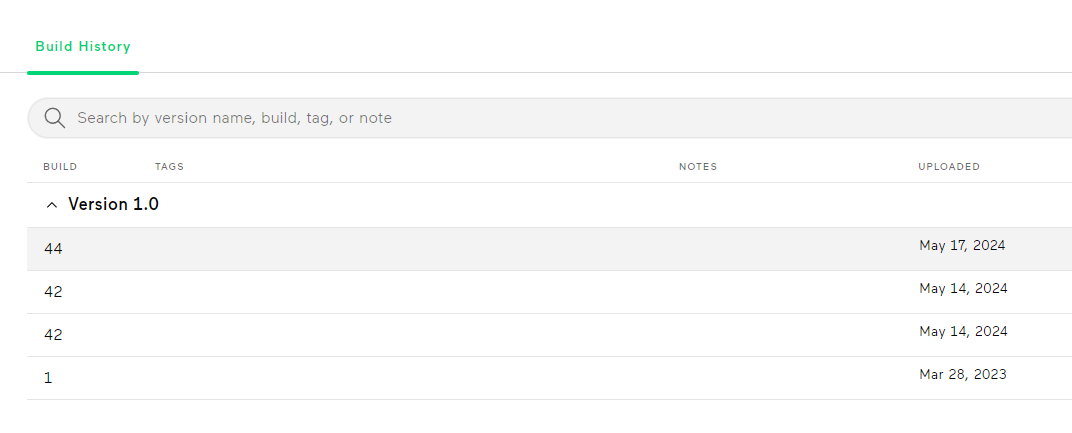 Build History
Search by version name, build, tag, or note
BUILD TAGS NOTES UPLOADED
Version 1.0
44 May 17, 2024
42 May 14, 2024
42 May 14, 2024
1 Mar 28, 2023